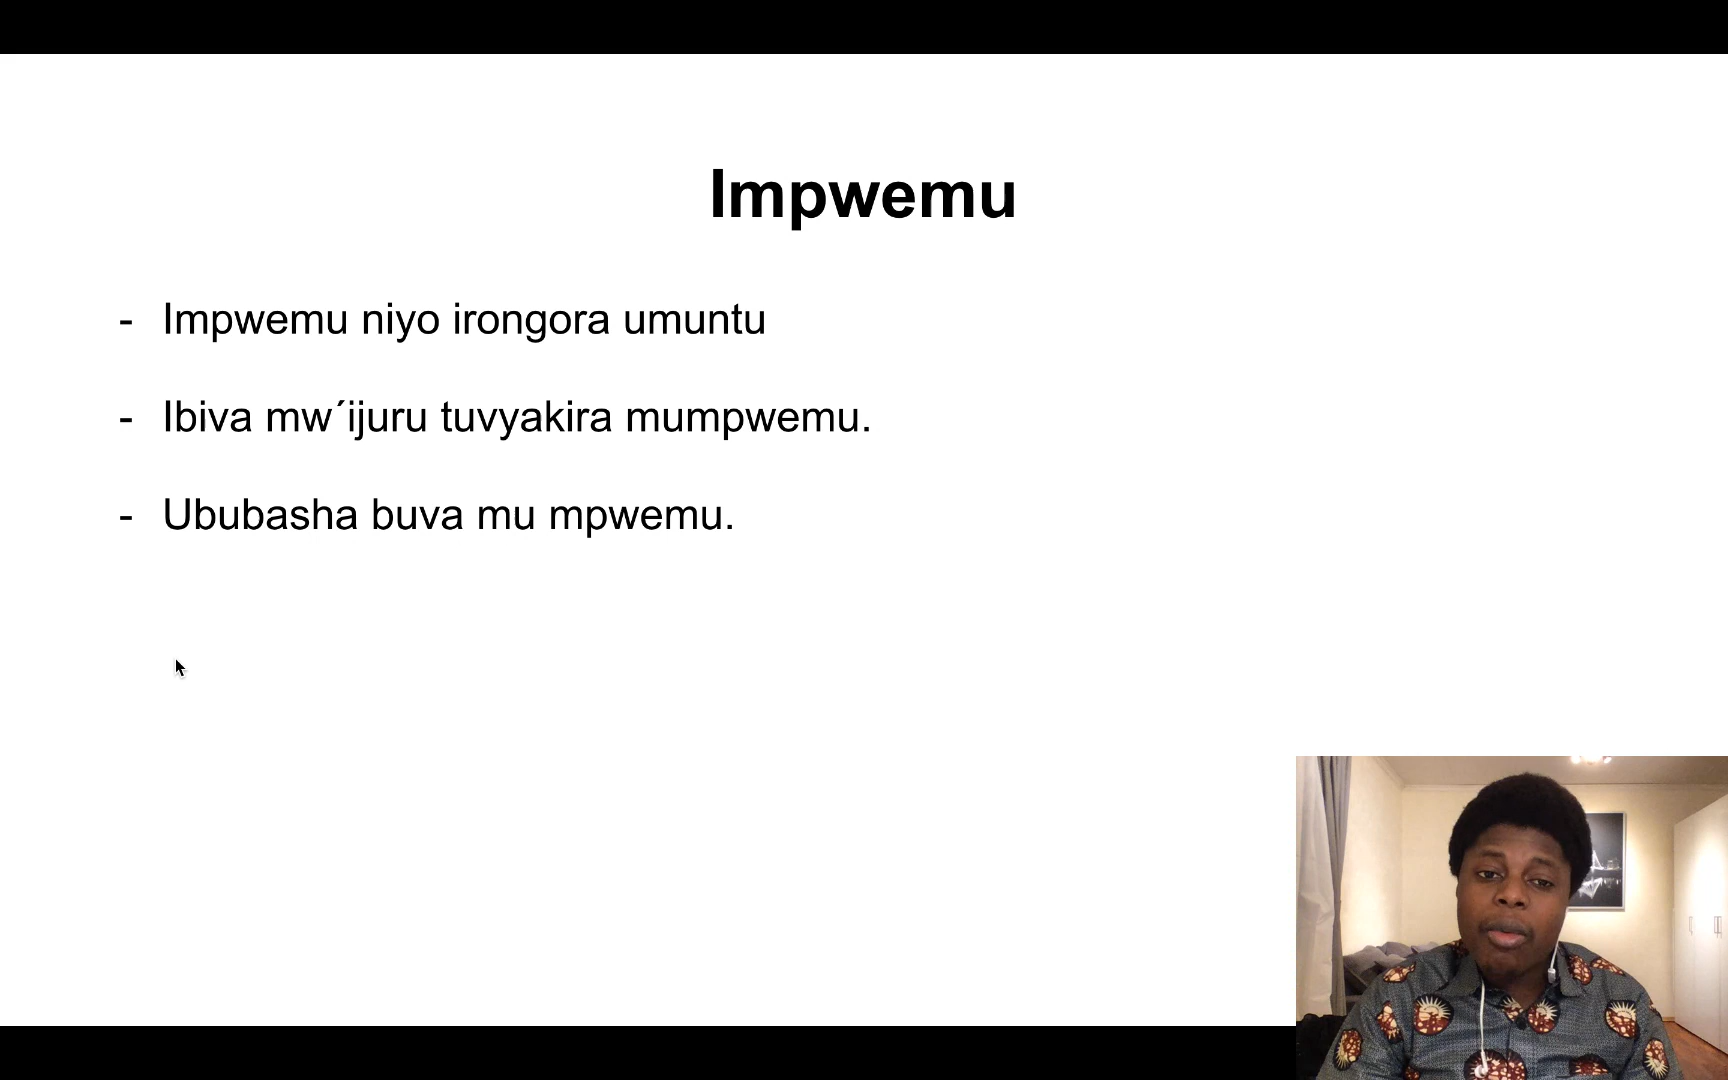 Impwemu
- Impwemu niyo irongora umuntu
- Ibiva mw´ijuru tuvyakira mumpwemu.
- Ububasha buva mu mpwemu.